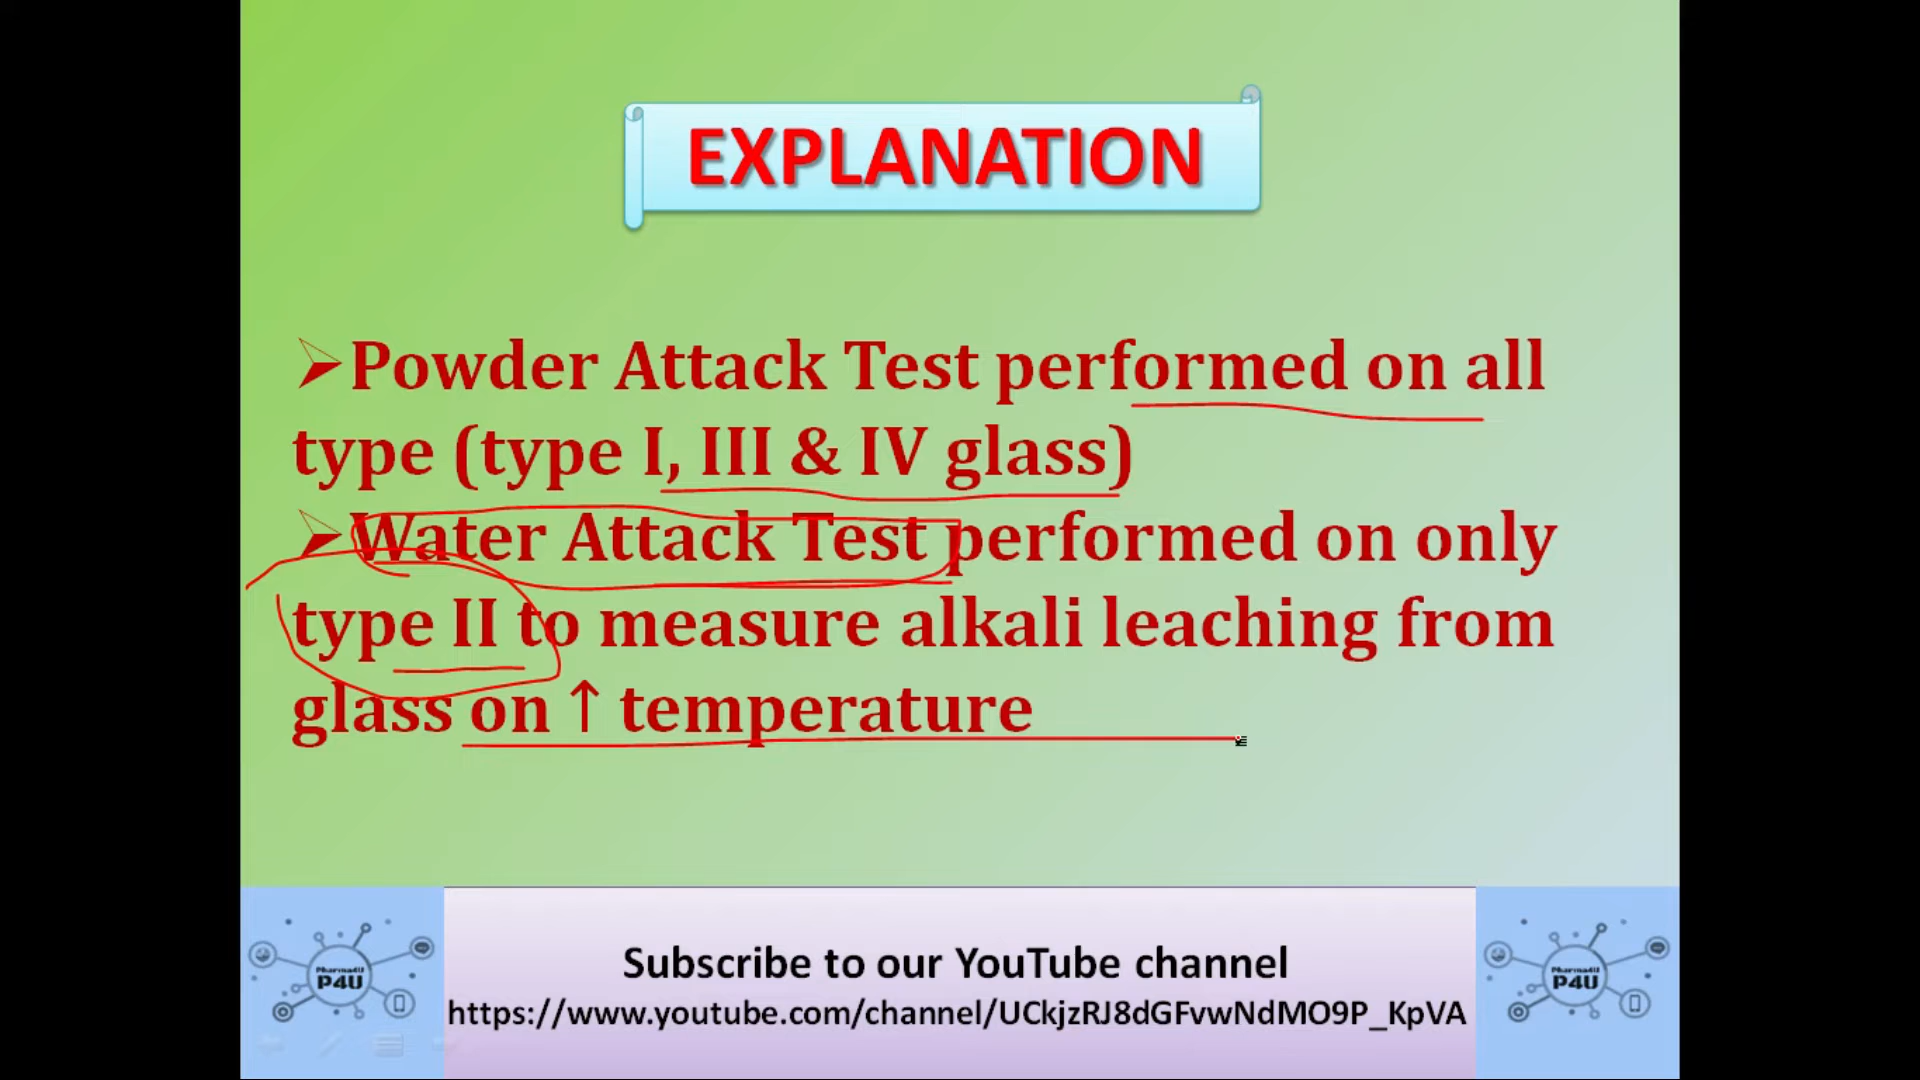 EXPLANATION
➢Powder Attack Test performed on all
type (type I, III & IV glass)
➢Water Attack Test performed on only
type II to measure alkali leaching from
glass on ↑ temperature
Subscribe to our YouTube channel
https://www.youtube.com/channel/UCkjzRJ8dGFvwNdMO9P_KpVA
Pharma4U
P4U
Pharma4U
P4U